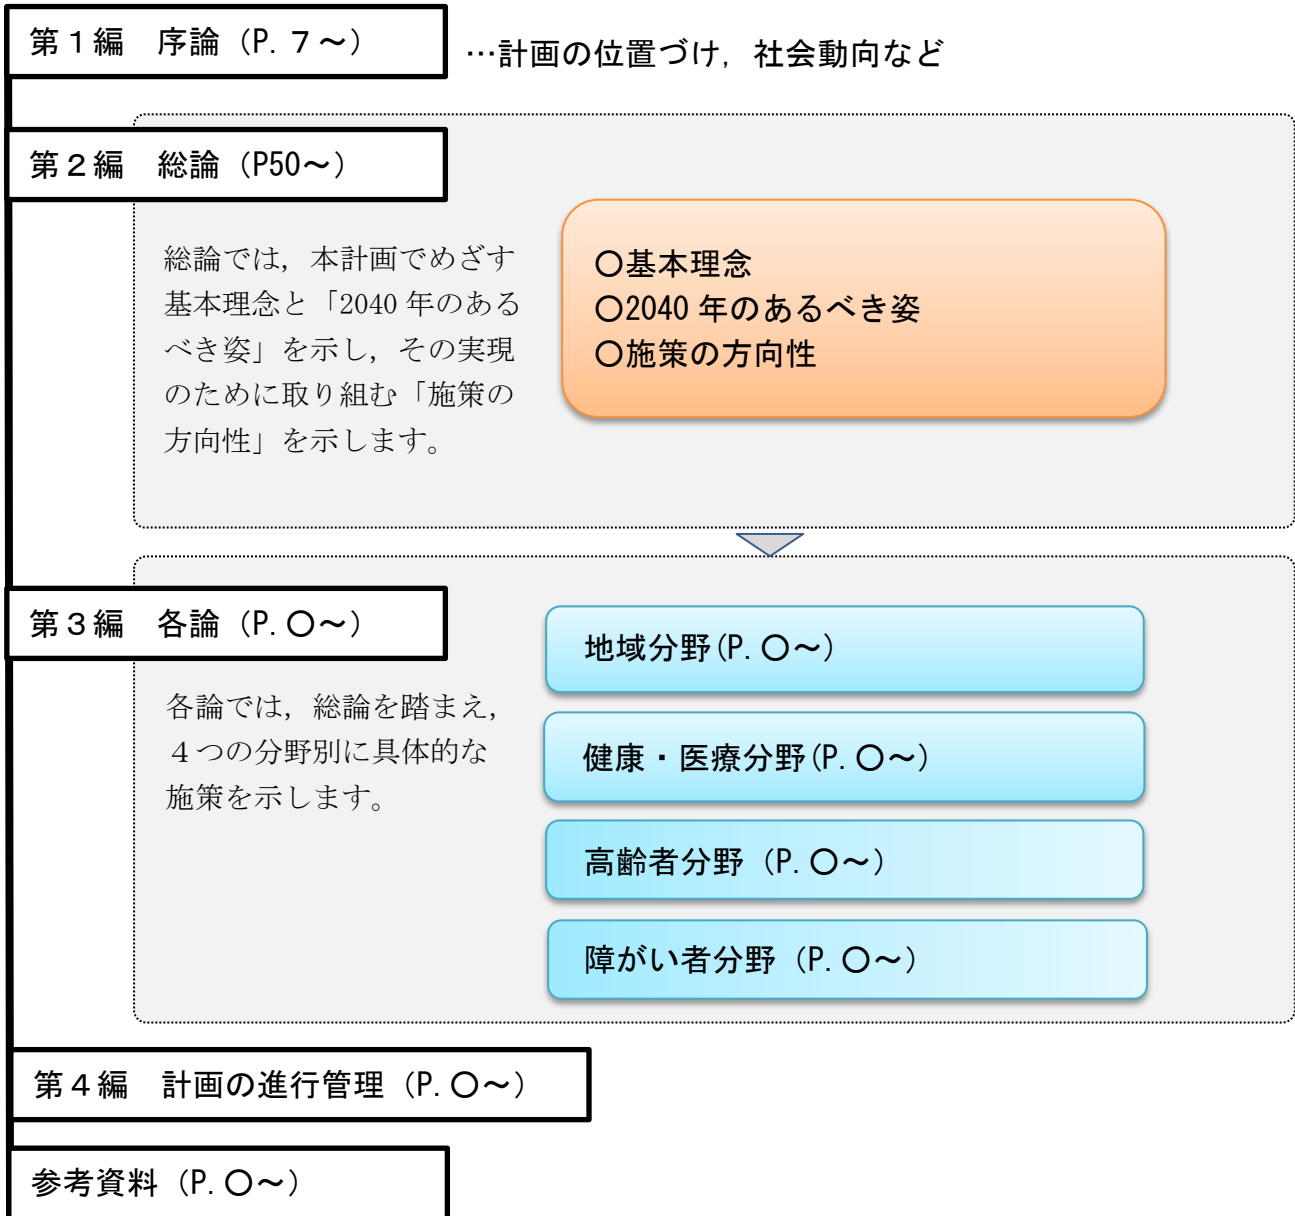 第１編　序論（P. 7～）
…計画の位置づけ，社会動向など
第２編　総論（P50～）
総論では，本計画でめざす
基本理念と「2040 年のある
べき姿」を示し，その実現
のために取り組む「施策の
方向性」を示します。
〇基本理念
〇2040 年のあるべき姿
〇施策の方向性
第３編　各論（P. 〇～）
各論では，総論を踏まえ，
４つの分野別に具体的な
施策を示します。
地域分野(P. 〇～)
健康・医療分野(P. 〇～)
高齢者分野（P. 〇～）
障がい者分野（P. 〇～）
第４編　計画の進行管理（P. 〇～）
参考資料（P. 〇～）